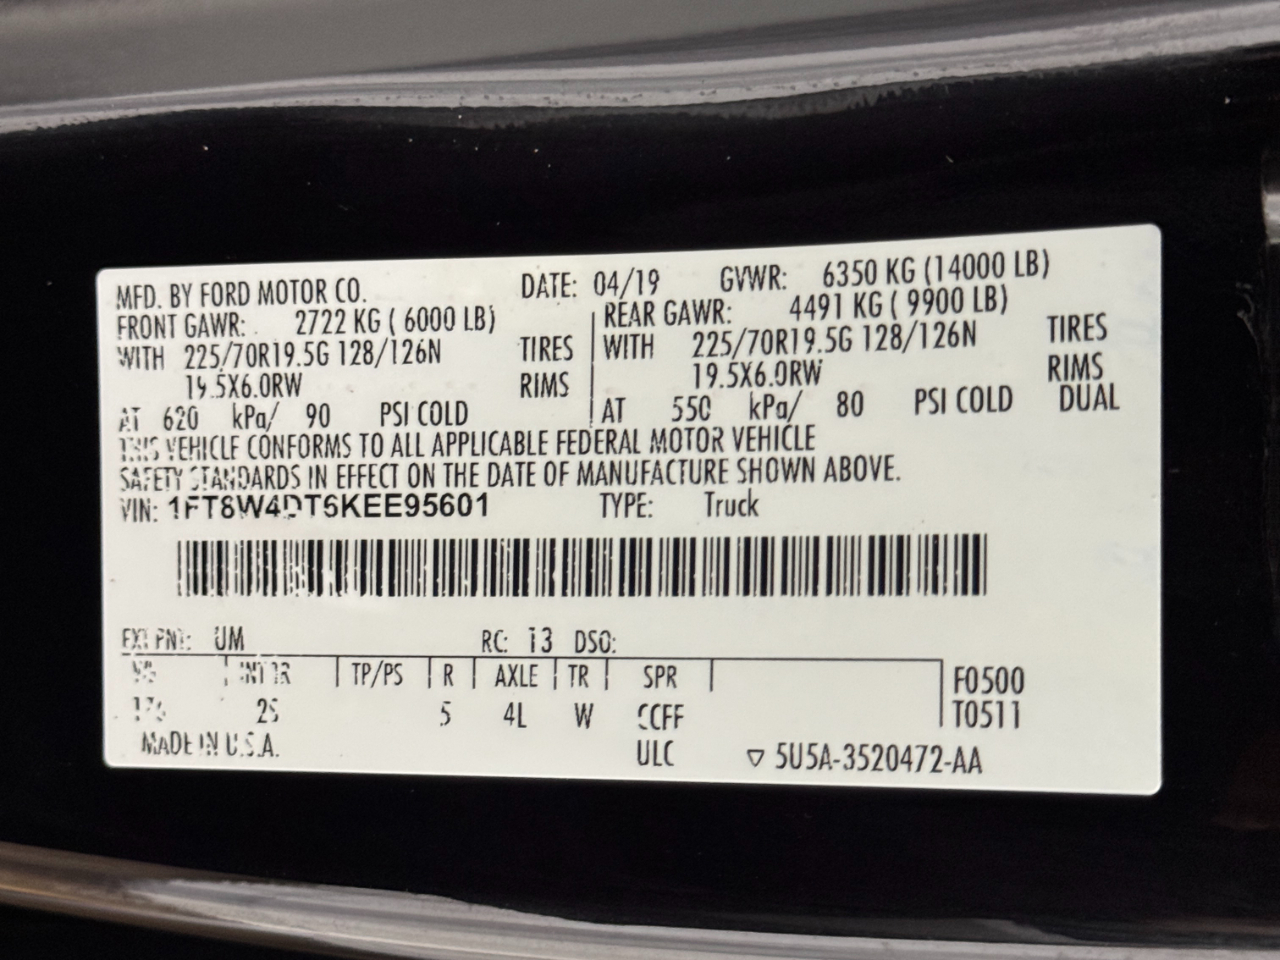 MFD. BY FORD MOTOR CO. DATE: 04/19 GVWR: 6350 KG (14000 LB)
FRONT GAWR: 2722 KG ( 6000 LB) REAR GAWR: 4491 KG ( 9900 LB)
WITH 225/70R19.5G 128/126N TIRES WITH 225/70R19.5G 128/126N TIRES
19.5X6.0RW RIMS 19.5X6.0RW RIMS
AT 620 kPa/ 90 PSI COLD AT 550 kPa/ 80 PSI COLD DUAL
THIS VEHICLE CONFORMS TO ALL APPLICABLE FEDERAL MOTOR VEHICLE
SAFETY STANDARDS IN EFFECT ON THE DATE OF MANUFACTURE SHOWN ABOVE.
VIN: 1FT8W4DT6KEE95601 TYPE: Truck
EXT PNT: UM RC: 13 DSO:
INT TR TP/PS R AXLE TR SPR F0500
5 4L W CCFF T0511
MADE IN U.S.A. ULC ▽ 5U5A-3520472-AA